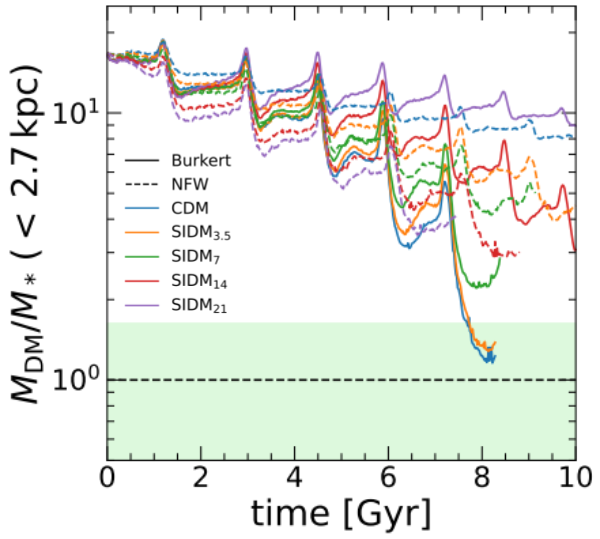 M_DM/M_* ( < 2.7 kpc)
10^1
10^0
Burkert
NFW
CDM
SIDM_3.5
SIDM_7
SIDM_14
SIDM_21
0 2 4 6 8 10
time [Gyr]